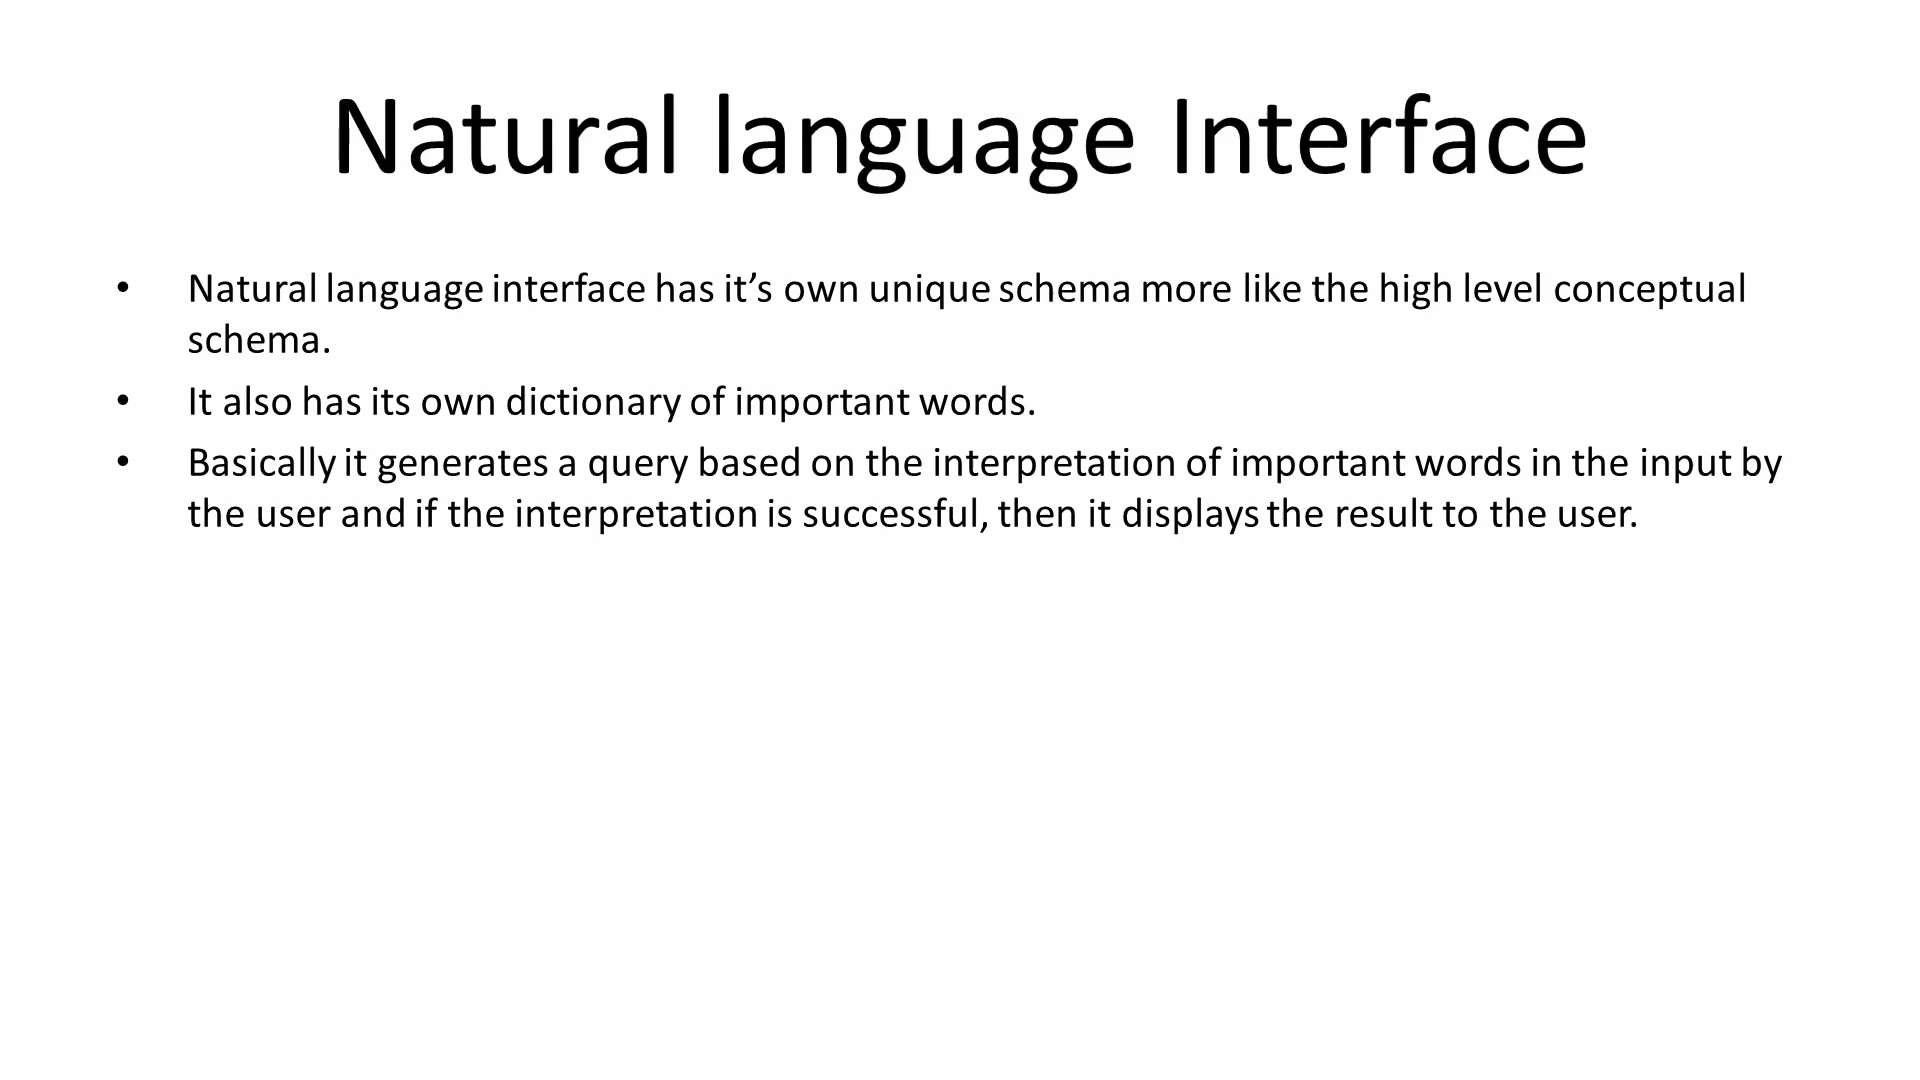 Natural language Interface
• Natural language interface has it’s own unique schema more like the high level conceptual
schema.
• It also has its own dictionary of important words.
• Basically it generates a query based on the interpretation of important words in the input by
the user and if the interpretation is successful, then it displays the result to the user.